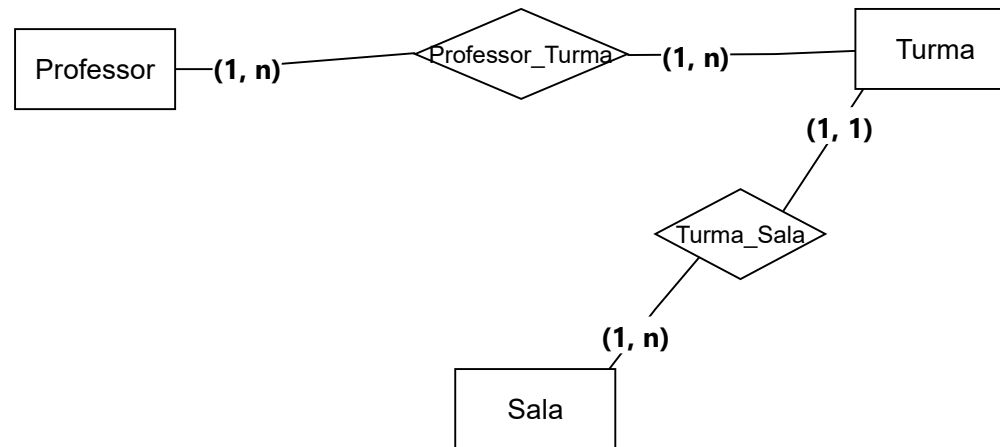 Professor
(1, n)
Professor_Turma
(1, n)
Turma
(1, 1)
Turma_Sala
(1, n)
Sala